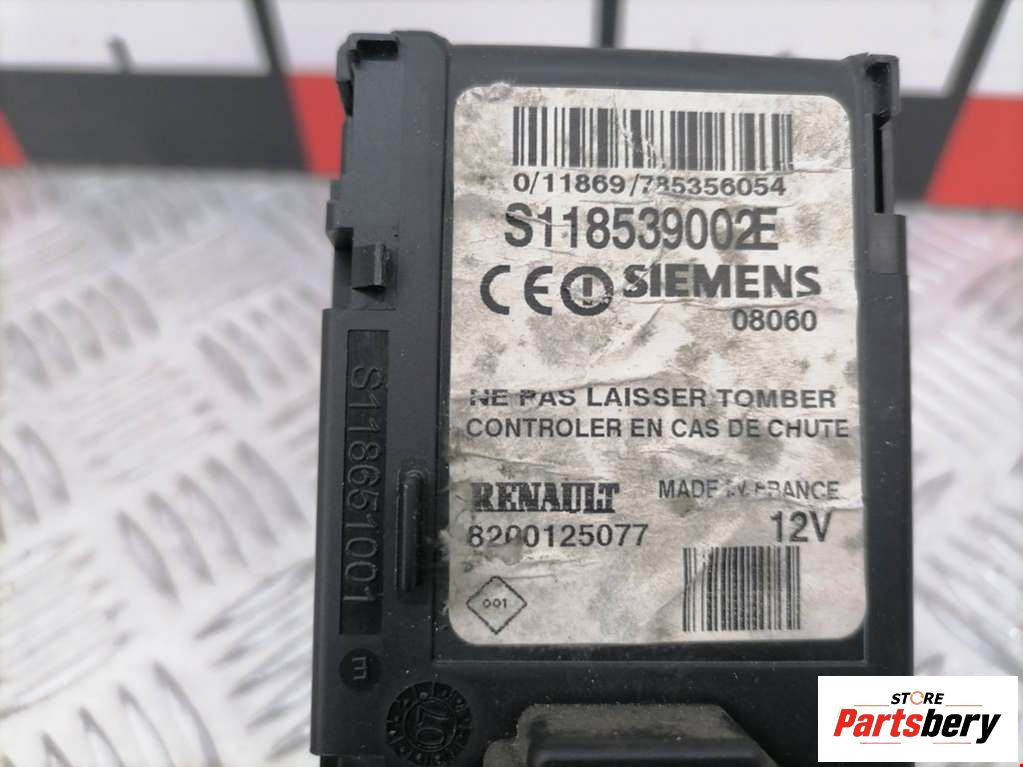 0/11869/785356054
S118539002E
CE SIEMENS
08060
NE PAS LAISSER TOMBER
CONTROLER EN CAS DE CHUTE
RENAULT MADE IN FRANCE
8200125077 12V
001
S118651001
E
02
STORE
Partsbery